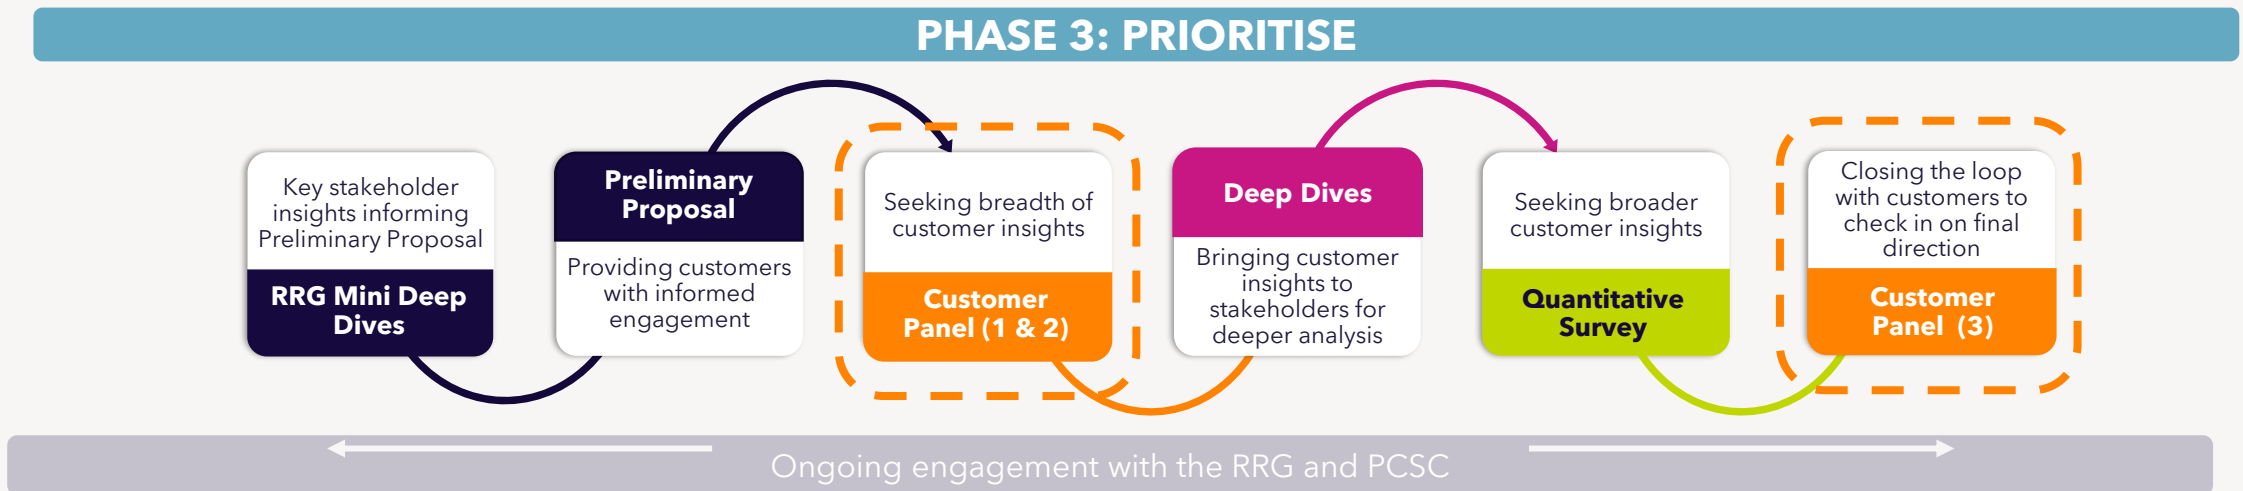 PHASE 3: PRIORITISE
Key stakeholder
insights informing
Preliminary Proposal
RRG Mini Deep
Dives
Preliminary
Proposal
Providing customers
with informed
engagement
Seeking breadth of
customer insights
Customer
Panel (1 & 2)
Deep Dives
Bringing customer
insights to
stakeholders for
deeper analysis
Seeking broader
customer insights
Quantitative
Survey
Closing the loop
with customers to
check in on final
direction
Customer
Panel (3)
Ongoing engagement with the RRG and PCSC